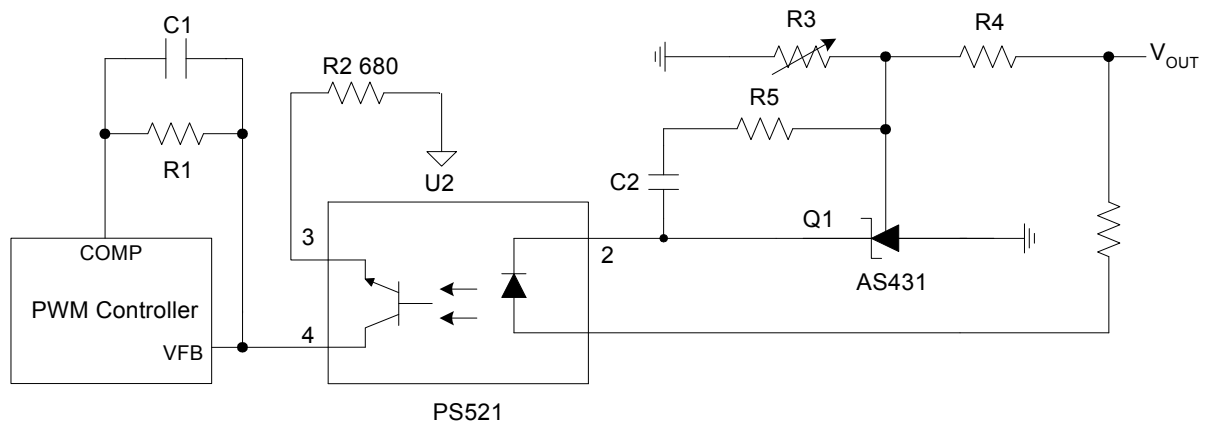 C1
R1
R2 680
U2
R3
R4
V_OUT
R5
C2
Q1
AS431
COMP
PWM Controller
VFB
3
4
2
PS521